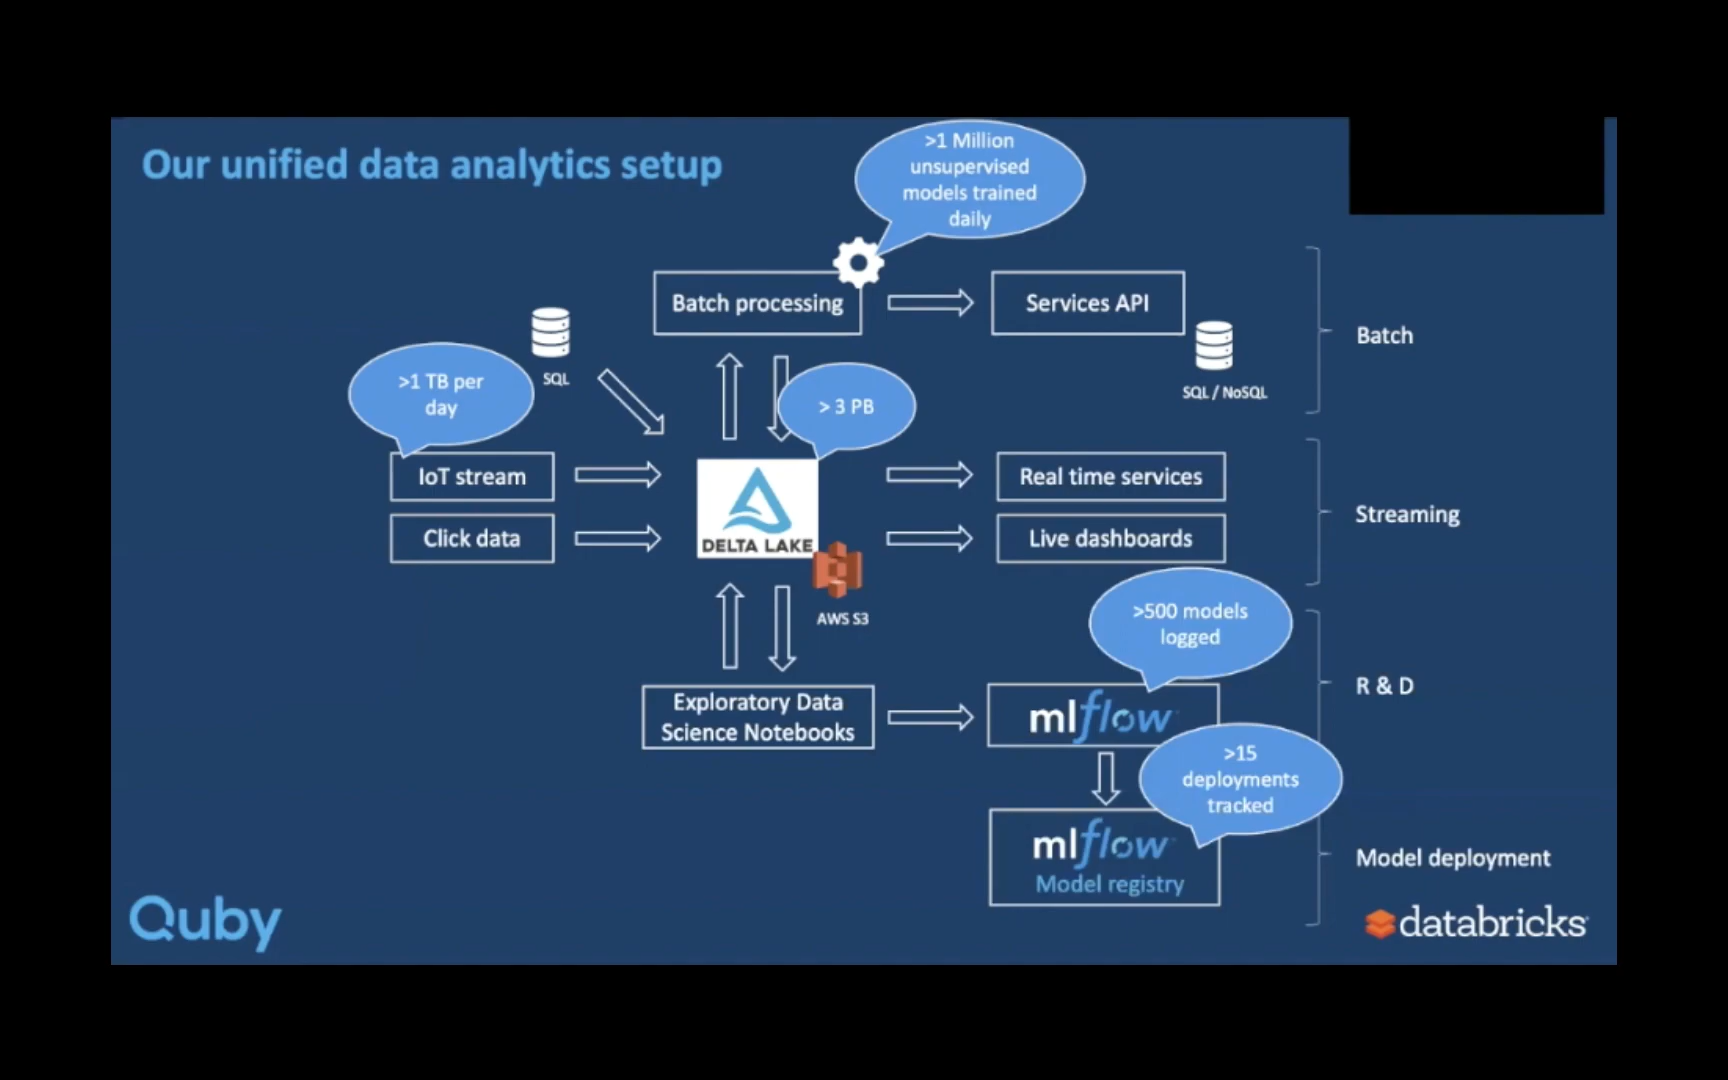 Our unified data analytics setup
>1 Million
unsupervised
models trained
daily
Batch processing
Services API
SQL
SQL / NoSQL
Batch
>1 TB per
day
> 3 PB
IoT stream
Click data
DELTA LAKE
AWS S3
Real time services
Live dashboards
Streaming
>500 models
logged
Exploratory Data
Science Notebooks
mlflow
R & D
>15
deployments
tracked
mlflow
Model registry
Model deployment
Quby
databricks